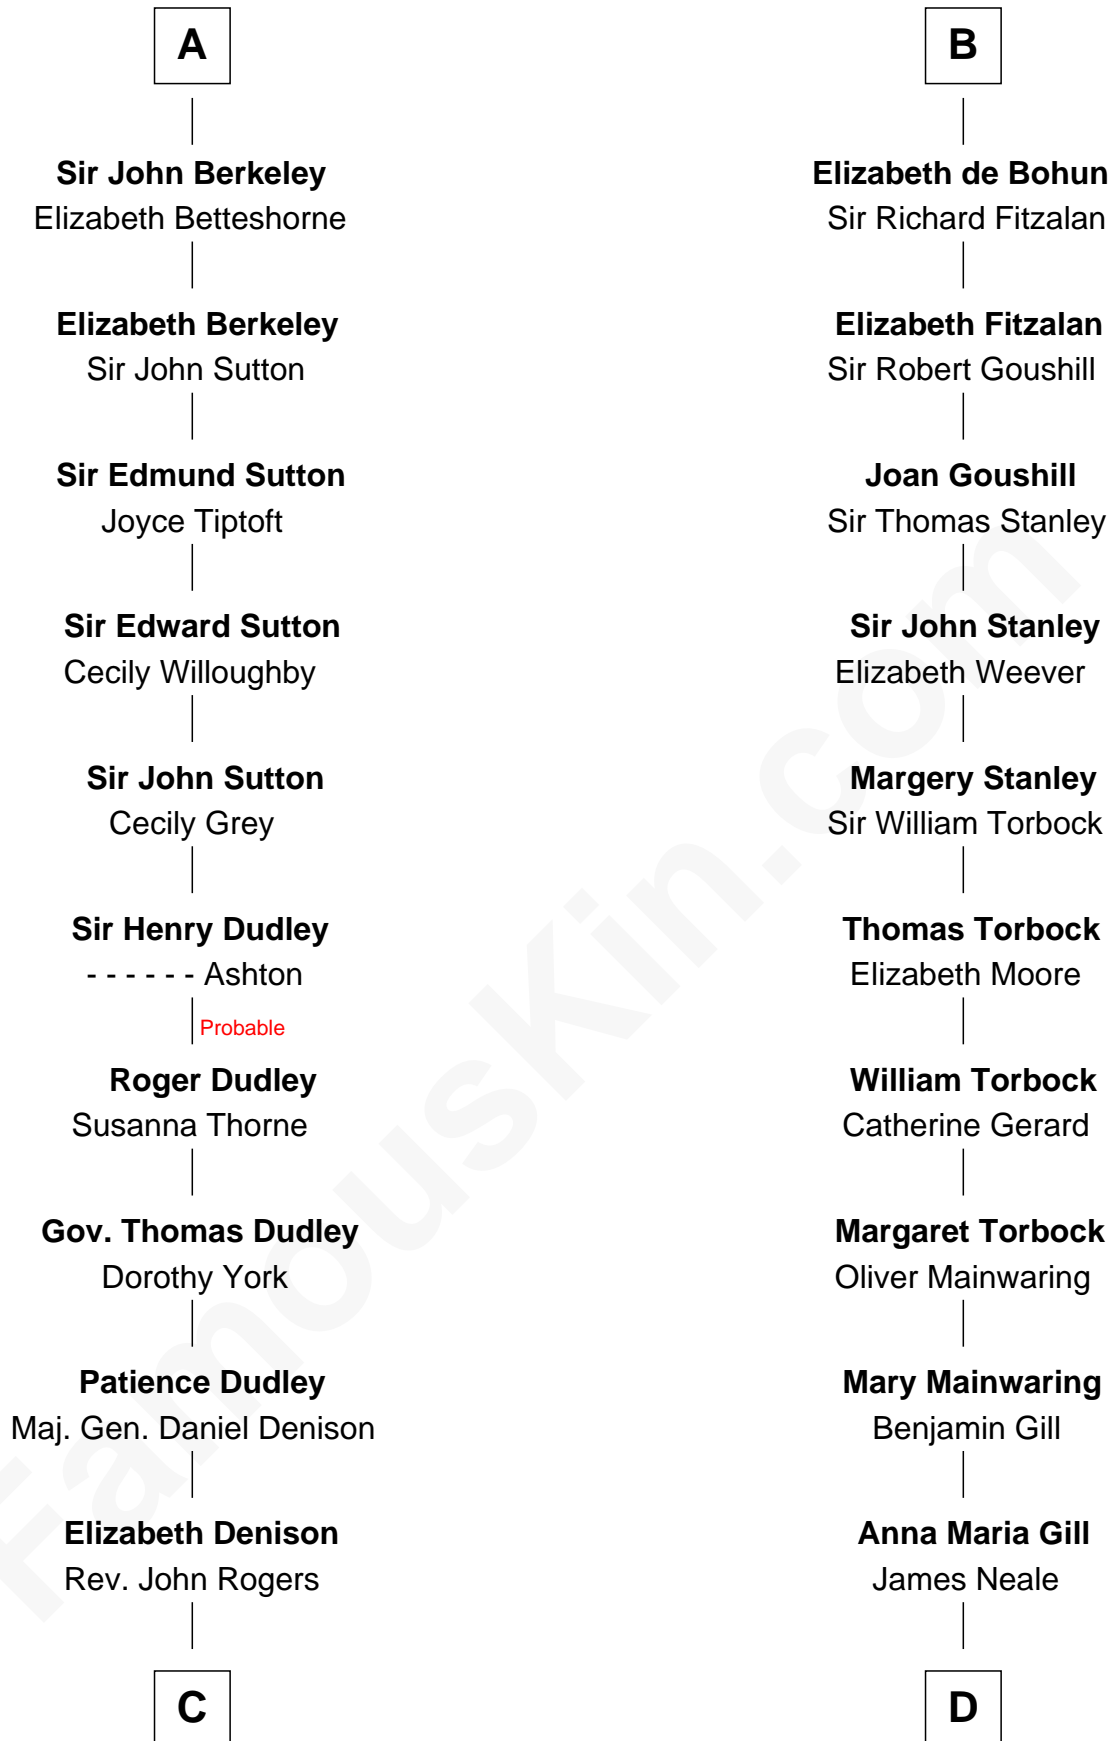 A
Sir John Berkeley
Elizabeth Betteshorne
Elizabeth Berkeley
Sir John Sutton
Sir Edmund Sutton
Joyce Tiptoft
Sir Edward Sutton
Cecily Willoughby
Sir John Sutton
Cecily Grey
Sir Henry Dudley
- - - - - - Ashton
Probable
Roger Dudley
Susanna Thorne
Gov. Thomas Dudley
Dorothy York
Patience Dudley
Maj. Gen. Daniel Denison
Elizabeth Denison
Rev. John Rogers
C
B
Elizabeth de Bohun
Sir Richard Fitzalan
Elizabeth Fitzalan
Sir Robert Goushill
Joan Goushill
Sir Thomas Stanley
Sir John Stanley
Elizabeth Weever
Margery Stanley
Sir William Torbock
Thomas Torbock
Elizabeth Moore
William Torbock
Catherine Gerard
Margaret Torbock
Oliver Mainwaring
Mary Mainwaring
Benjamin Gill
Anna Maria Gill
James Neale
D
FamousKin.com